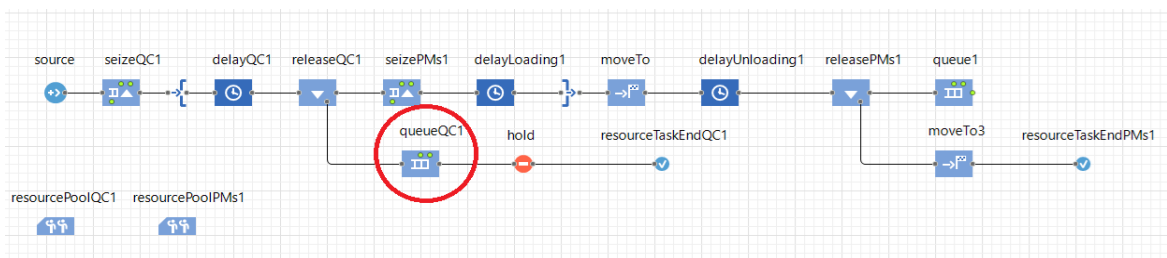 source seizeQC1 delayQC1 releaseQC1 seizePMs1 delayLoading1 moveTo delayUnloading1 releasePMs1 queue1
queueQC1 hold resourceTaskEndQC1 moveTo3 resourceTaskEndPMs1
resourcePoolQC1 resourcePoolPMs1